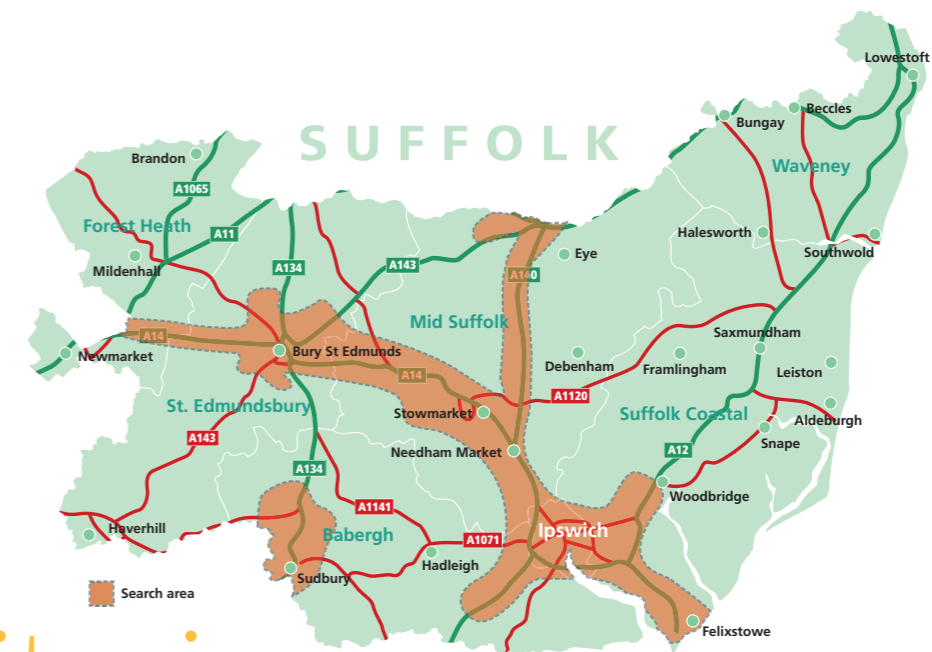 Lowestoft
SUFFOLK
Beccles
Bungay
Brandon
Waveney
A1065
Forest Heath
A11
Halesworth
Southwold
Eye
Mildenhall
A134
A143
A140
Mid Suffolk
A14
Saxmundham
Newmarket
Bury St Edmunds
Debenham
Framlingham
Leiston
A14
A1120
St. Edmundsbury
Stowmarket
Suffolk Coastal
Aldeburgh
A143
Snape
Needham Market
A12
A134
Woodbridge
A1141
Haverhill
Babergh
Ipswich
A1071
Hadleigh
Sudbury
Search area
Felixstowe